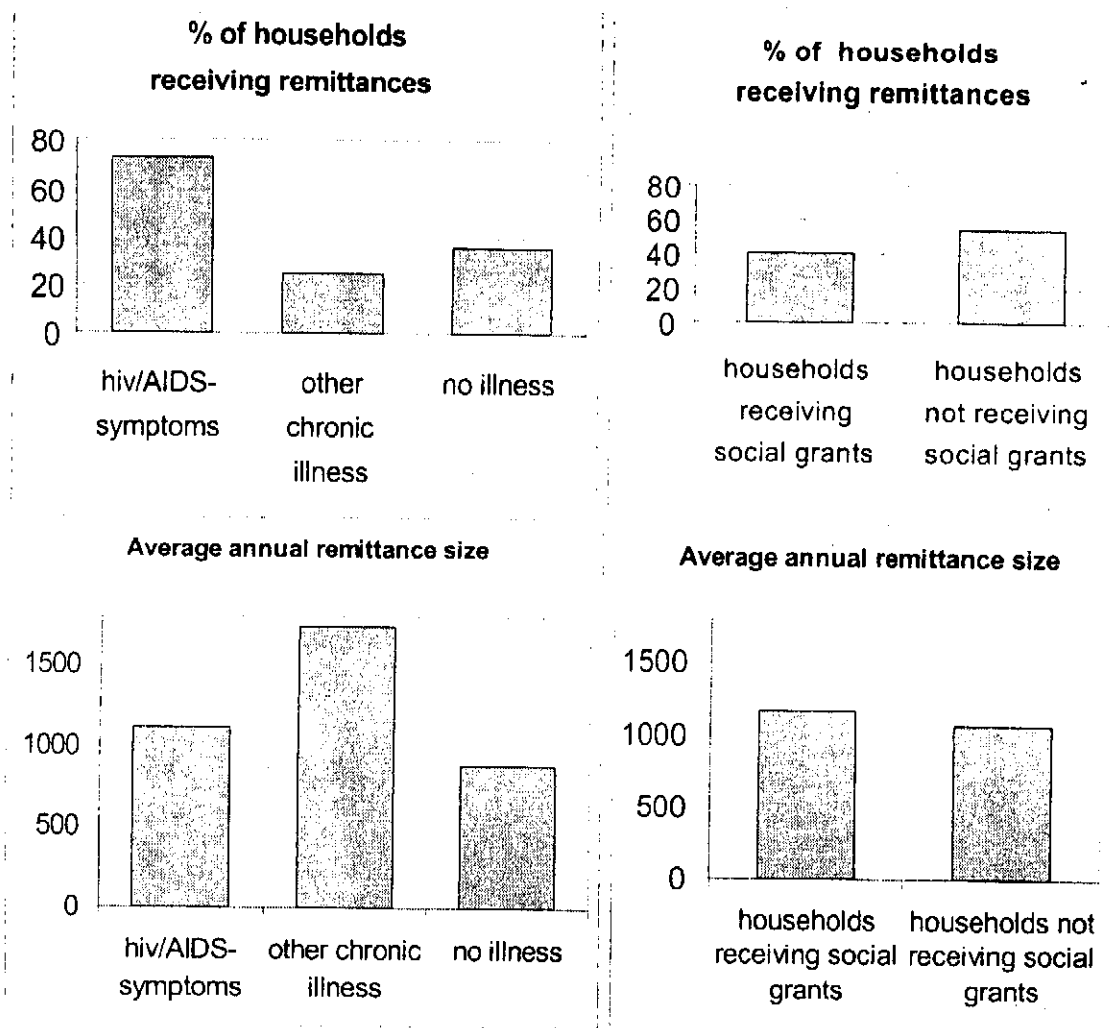 % of households
receiving remittances
80
60
40
20
0
hiv/AIDS-
symptoms
other
chronic
illness
no illness
% of households
receiving remittances
80
60
40
20
0
households
receiving
social grants
households
not receiving
social grants
Average annual remittance size
1500
1000
500
0
hiv/AIDS-
symptoms
other chronic
illness
no illness
Average annual remittance size
1500
1000
500
0
households
receiving social
grants
households not
receiving social
grants